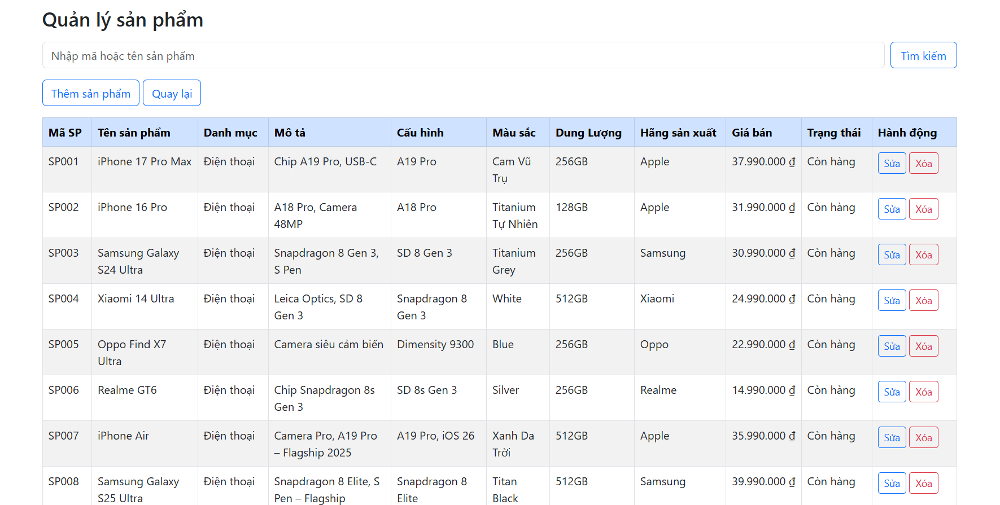 Quản lý sản phẩm
Nhập mã hoặc tên sản phẩm
Tìm kiếm
Thêm sản phẩm Quay lại
Mã SP Tên sản phẩm Danh mục Mô tả Cấu hình Màu sắc Dung Lượng Hãng sản xuất Giá bán Trạng thái Hành động
SP001 iPhone 17 Pro Max Điện thoại Chip A19 Pro, USB-C A19 Pro Cam Vũ 256GB Apple 37.990.000 ₫ Còn hàng Sửa Xóa
Trụ
SP002 iPhone 16 Pro Điện thoại A18 Pro, Camera A18 Pro Titanium 128GB Apple 31.990.000 ₫ Còn hàng Sửa Xóa
48MP Tự Nhiên
SP003 Samsung Galaxy Điện thoại Snapdragon 8 Gen 3, SD 8 Gen 3 Titanium 256GB Samsung 30.990.000 ₫ Còn hàng Sửa Xóa
S24 Ultra S Pen Grey
SP004 Xiaomi 14 Ultra Điện thoại Leica Optics, SD 8 Snapdragon 8 White 512GB Xiaomi 24.990.000 ₫ Còn hàng Sửa Xóa
Gen 3 Gen 3
SP005 Oppo Find X7 Điện thoại Camera siêu cảm biến Dimensity 9300 Blue 256GB Oppo 22.990.000 ₫ Còn hàng Sửa Xóa
Ultra
SP006 Realme GT6 Điện thoại Chip Snapdragon 8s SD 8s Gen 3 Silver 256GB Realme 14.990.000 ₫ Còn hàng Sửa Xóa
Gen 3
SP007 iPhone Air Điện thoại Camera Pro, A19 Pro A19 Pro, iOS 26 Xanh Da 512GB Apple 35.990.000 ₫ Còn hàng Sửa Xóa
– Flagship 2025 Trời
SP008 Samsung Galaxy Điện thoại Snapdragon 8 Elite, S Snapdragon 8 Titan 512GB Samsung 39.990.000 ₫ Còn hàng Sửa Xóa
S25 Ultra Pen – Flagship Elite Black